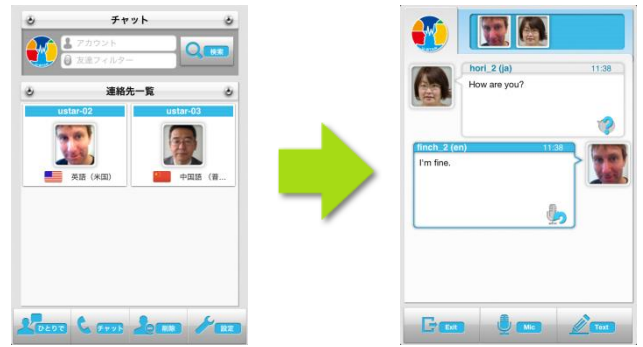 チャット
アカウント
友達フィルター
検索
連絡先一覧
ustar-02
ustar-03
英語（米国）
中国語（普...
ひとりで
チャット
削除
設定
hori_2 (ja)
11:38
How are you?
finch_2 (en)
11:38
I'm fine.
Exit
Mic
Text